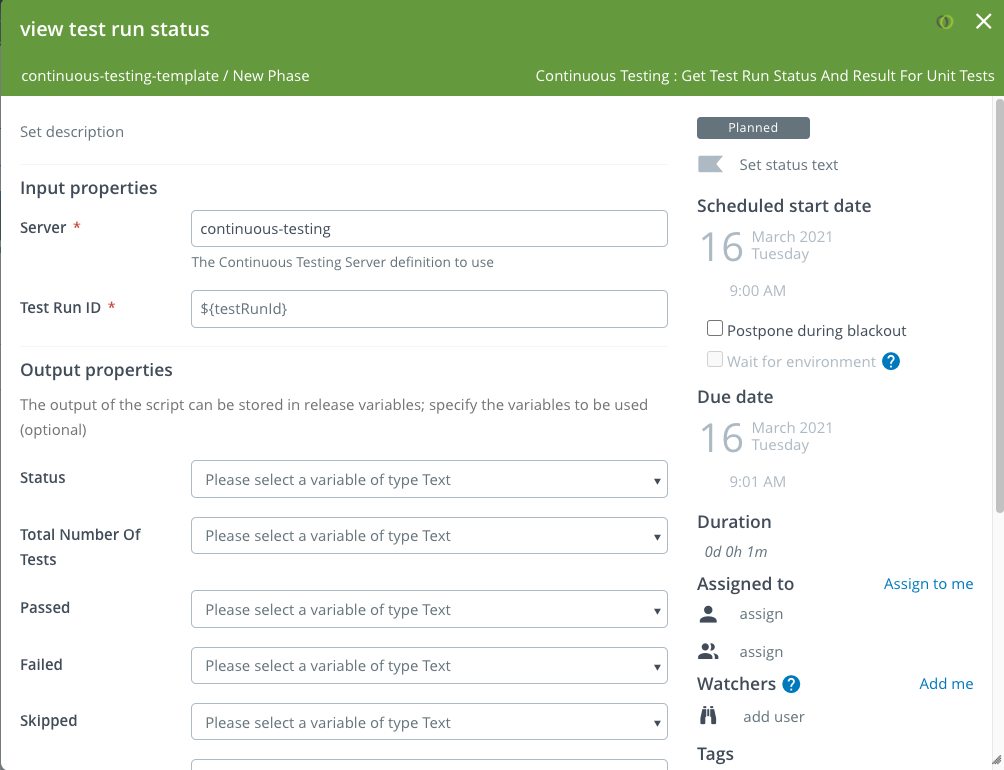 view test run status
continuous-testing-template / New Phase
Continuous Testing : Get Test Run Status And Result For Unit Tests
Set description
Input properties
Server *
continuous-testing
The Continuous Testing Server definition to use
Test Run ID *
${testRunId}
Output properties
The output of the script can be stored in release variables; specify the variables to be used
(optional)
Status
Please select a variable of type Text
Total Number Of
Tests
Please select a variable of type Text
Passed
Please select a variable of type Text
Failed
Please select a variable of type Text
Skipped
Please select a variable of type Text
Planned
Set status text
Scheduled start date
16
March 2021
Tuesday
9:00 AM
Postpone during blackout
Wait for environment ?
Due date
16
March 2021
Tuesday
9:01 AM
Duration
0d 0h 1m
Assigned to
Assign to me
assign
assign
Watchers ?
Add me
add user
Tags